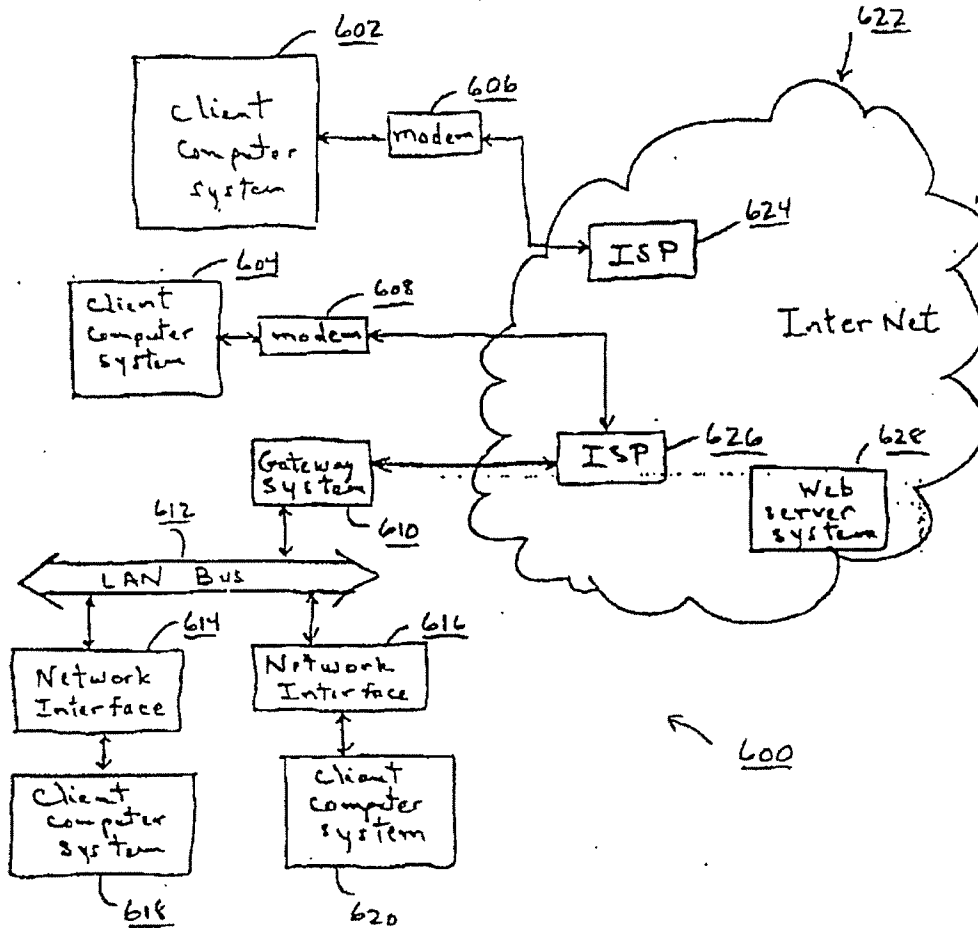 602
622
Client
Computer
System
606
modem
624
ISP
604
Client
Computer
System
608
modem
InterNet
Gateway
System
610
ISP
626
628
Web
server
system
612
LAN Bus
614
616
Network
Interface
Network
Interface
600
Client
Computer
System
Client
Computer
System
618
620